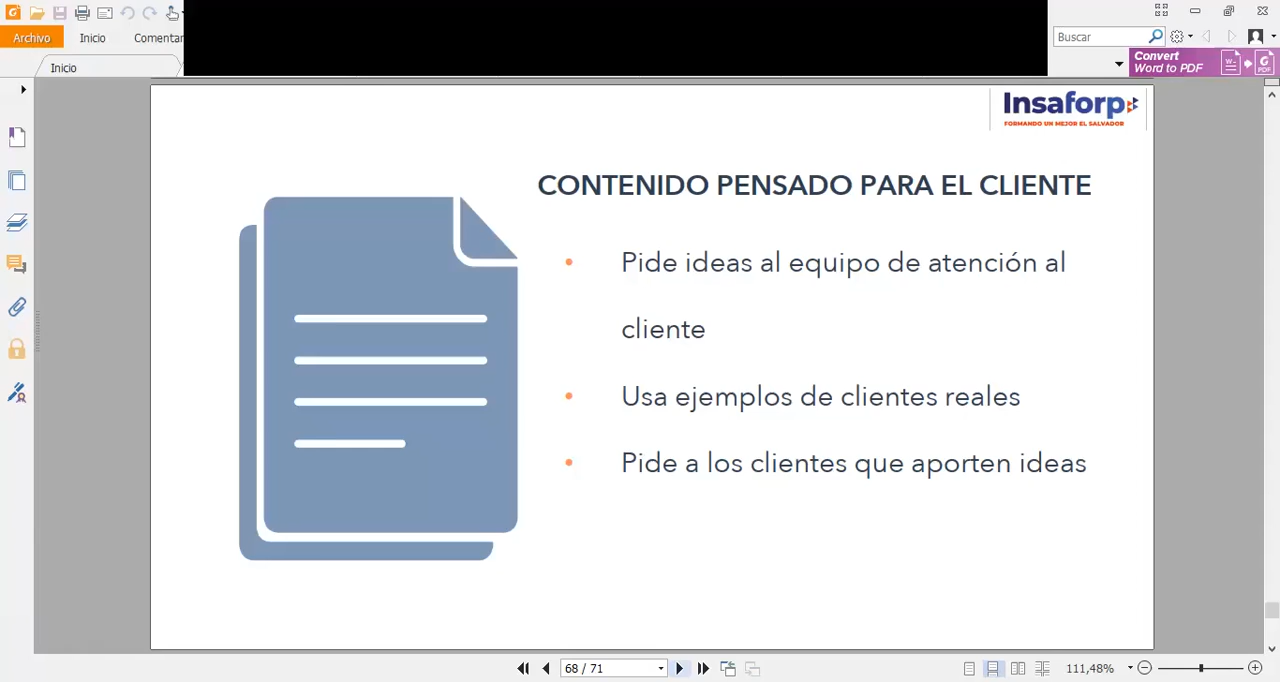 Archivo
Inicio
Comentar
Buscar
Inicio
Convert
Word to PDF
W
PDF
Insaforp
FORMANDO UN MEJOR EL SALVADOR
CONTENIDO PENSADO PARA EL CLIENTE
• Pide ideas al equipo de atención al
cliente
• Usa ejemplos de clientes reales
• Pide a los clientes que aporten ideas
68 / 71
111,48%